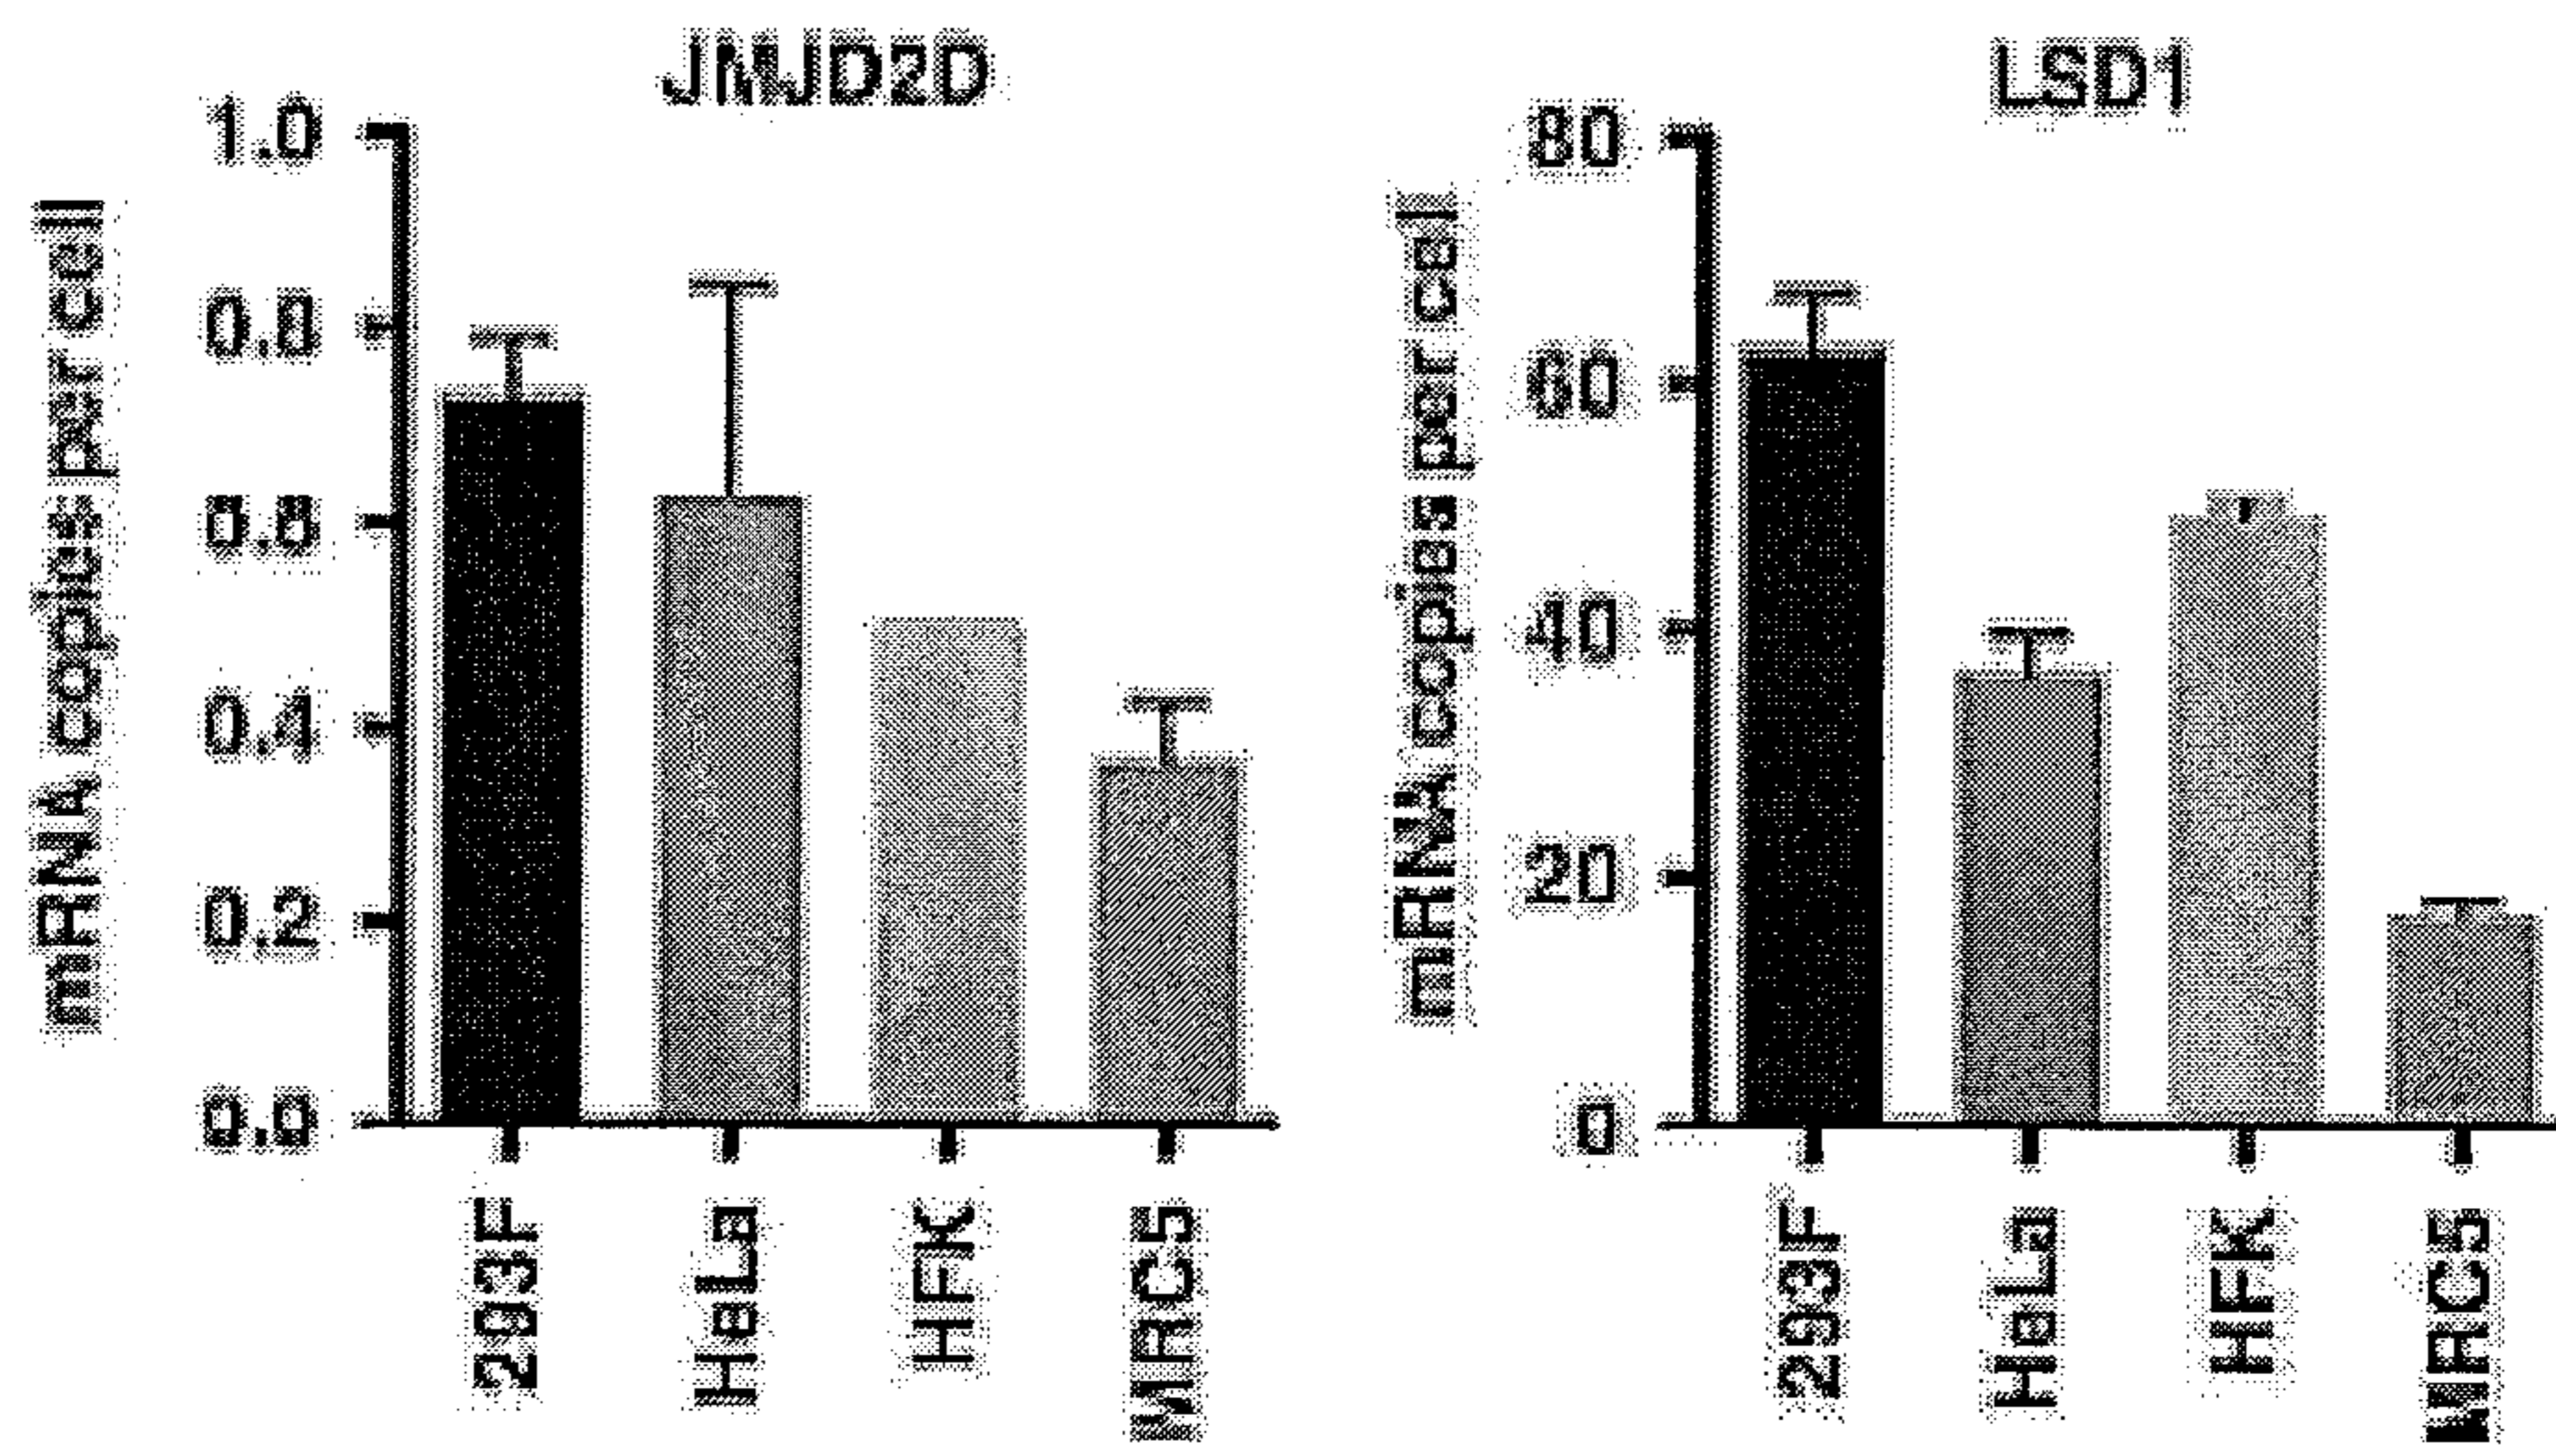 JMJD2D
mRNA copies per cell
1.0
0.8
0.6
0.4
0.2
0.0
293F
HeLa
HFK
MRC5
LSD1
mRNA copies per cell
80
60
40
20
0
293F
HeLa
HFK
MRC5